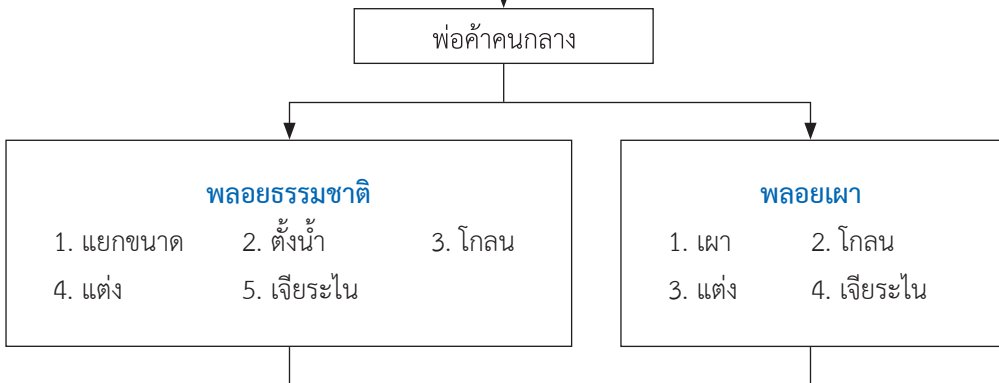 พ่อค้าคนกลาง
พลอยธรรมชาติ
1. แยกขนาด 2. ตั้งน้ำ 3. โกลน
4. แต่ง 5. เจียระไน
พลอยเผา
1. เผา 2. โกลน
3. แต่ง 4. เจียระไน